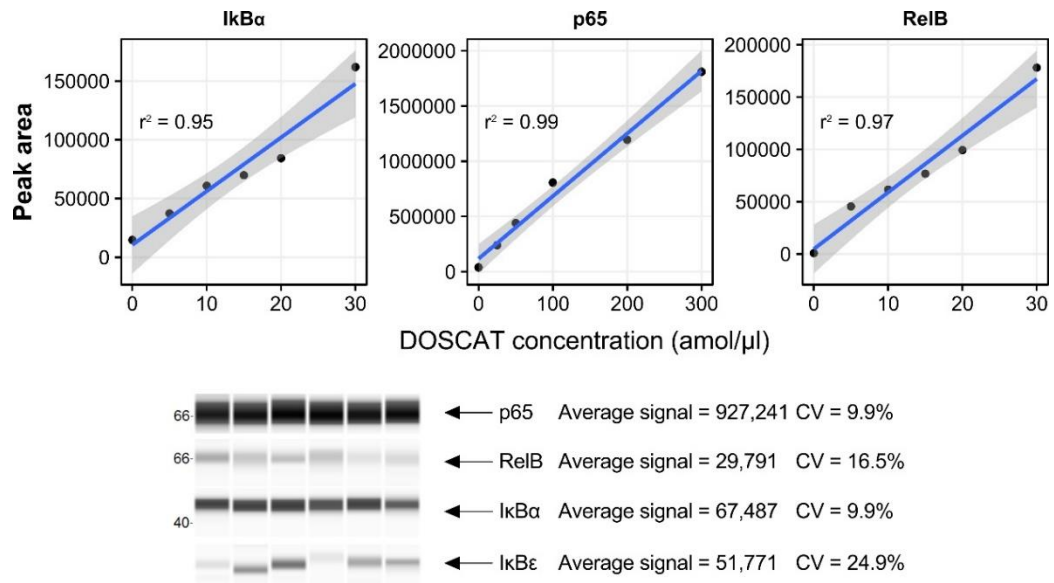 IκBα
p65
RelB
Peak area
150000
100000
50000
0
r² = 0.95
0 10 20 30
2000000
1500000
1000000
500000
0
r² = 0.99
0 100 200 300
200000
150000
100000
50000
0
r² = 0.97
0 10 20 30
DOSCAT concentration (amol/µl)
66- p65 Average signal = 927,241 CV = 9.9%
66- RelB Average signal = 29,791 CV = 16.5%
IκBα Average signal = 67,487 CV = 9.9%
40-
IκBε Average signal = 51,771 CV = 24.9%